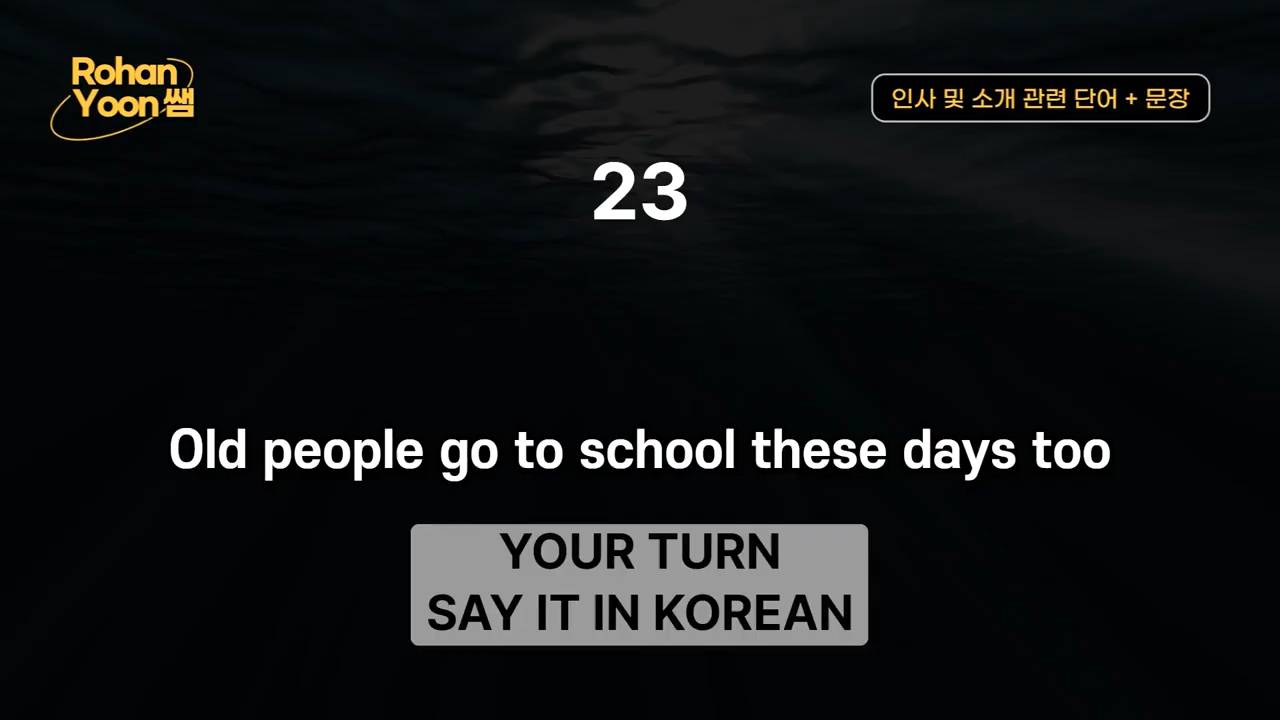 Rohan
Yoon쌤
인사 및 소개 관련 단어 + 문장
23
Old people go to school these days too
YOUR TURN
SAY IT IN KOREAN